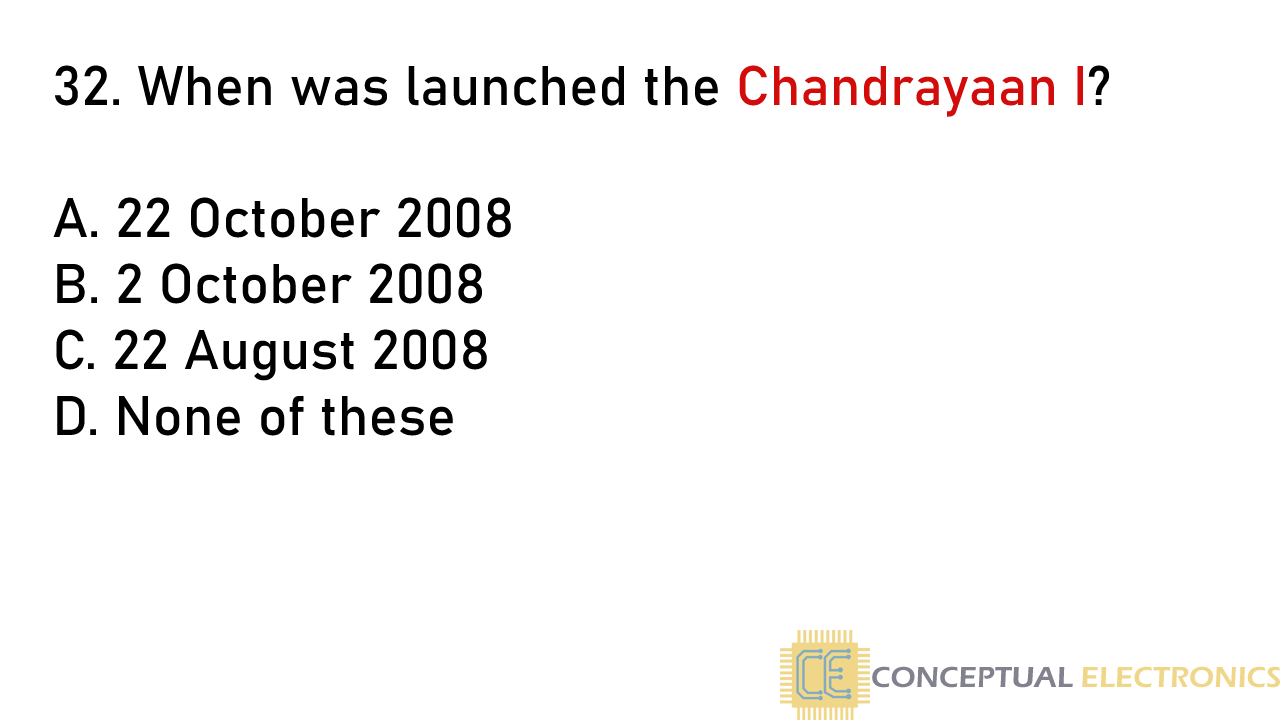 32. When was launched the Chandrayaan I?
A. 22 October 2008
B. 2 October 2008
C. 22 August 2008
D. None of these
CE CONCEPTUAL ELECTRONICS